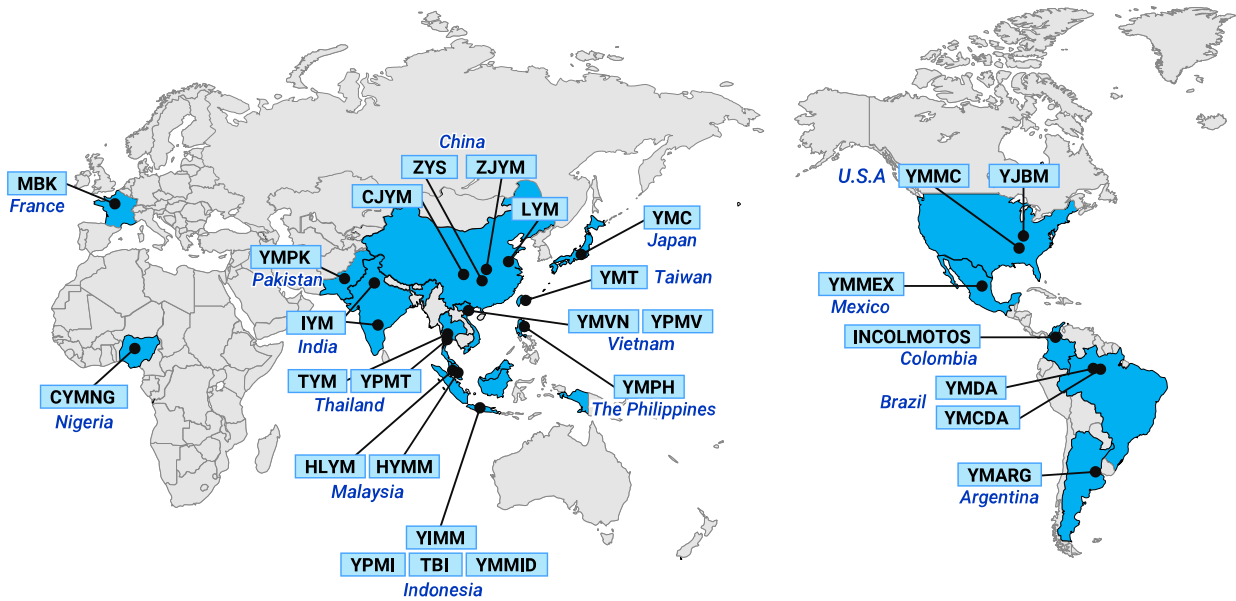 China
ZYS ZJYM
MBK
France
CJYM
LYM
YMC
Japan
YMPK
Pakistan
YMT Taiwan
IYM
India
YMVN YPMV
Vietnam
TYM YPMT
Thailand
YMPH
The Philippines
CYMNG
Nigeria
HLYM HYMM
Malaysia
YIMM
YPMI TBI YMMID
Indonesia
U.S.A YMMC YJBM
YMMEX
Mexico
INCOLMOTOS
Colombia
YMDA
Brazil
YMCDA
YMARG
Argentina